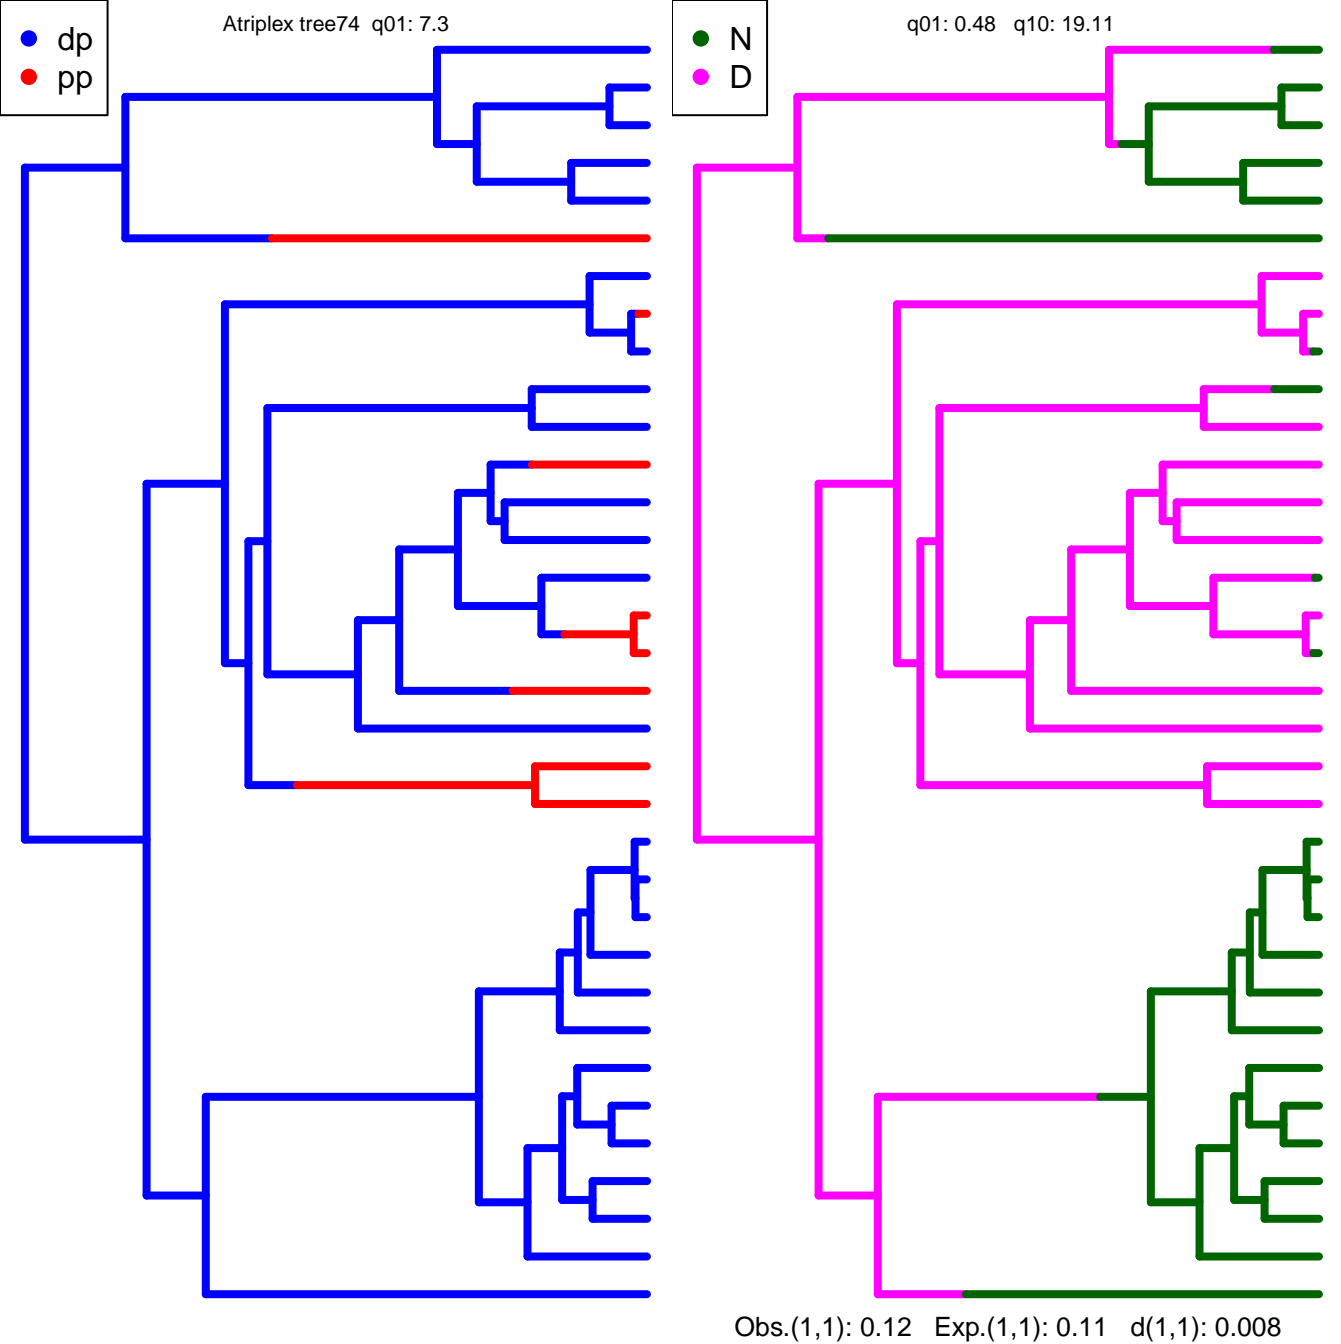 Atriplex tree74 q01: 7.3
dp
pp
q01: 0.48 q10: 19.11
N
D
Obs.(1,1): 0.12 Exp.(1,1): 0.11 d(1,1): 0.008